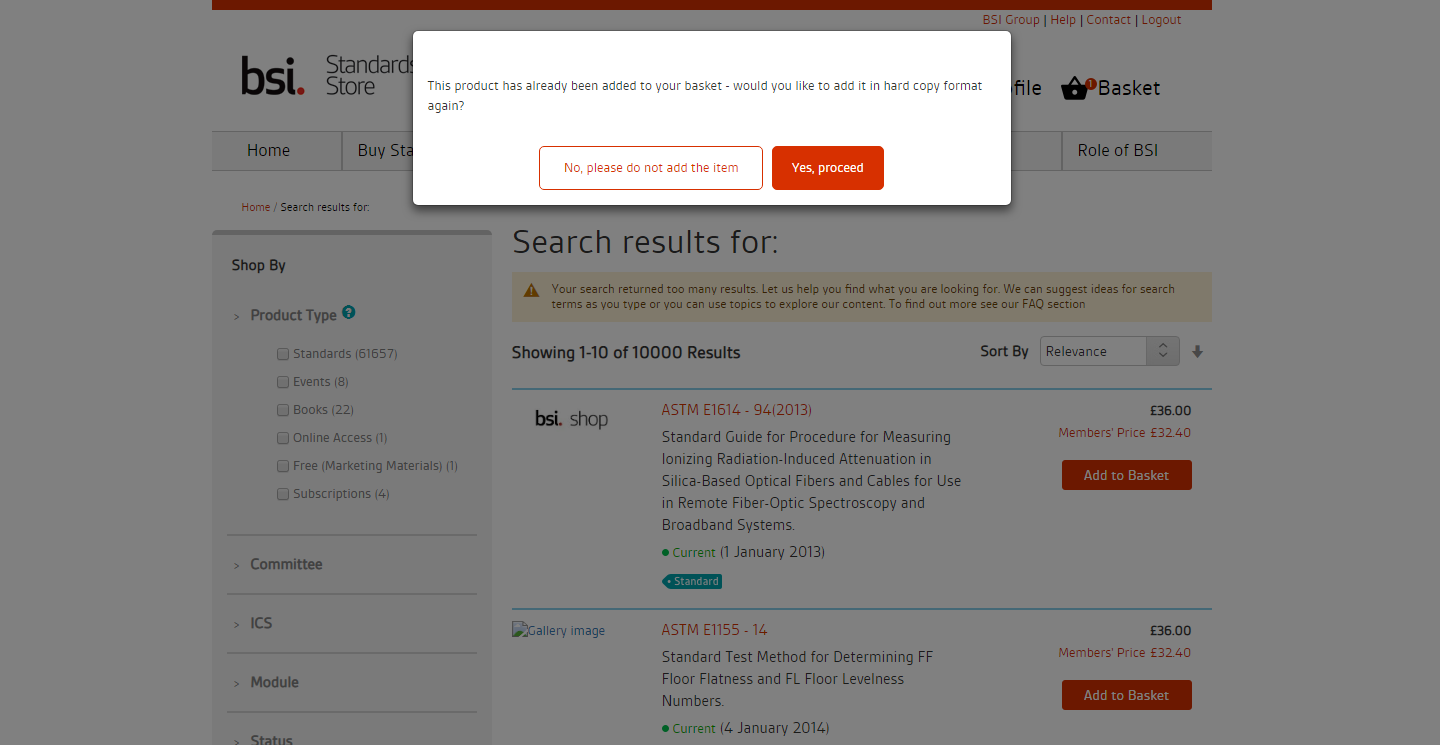 BSI Group | Help | Contact | Logout
bsi. Standards
Store
file
1
Basket
This product has already been added to your basket - would you like to add it in hard copy format
again?
No, please do not add the item
Yes, proceed
Home
Buy Sta
Role of BSI
Home / Search results for:
Shop By
> Product Type ?
Standards (61657)
Events (8)
Books (22)
Online Access (1)
Free (Marketing Materials) (1)
Subscriptions (4)
> Committee
> ICS
> Module
> Status
Search results for:
Your search returned too many results. Let us help you find what you are looking for. We can suggest ideas for search
terms as you type or you can use topics to explore our content. To find out more see our FAQ section
Showing 1-10 of 10000 Results
Sort By
Relevance
bsi. shop
ASTM E1614 - 94(2013)
Standard Guide for Procedure for Measuring
Ionizing Radiation-Induced Attenuation in
Silica-Based Optical Fibers and Cables for Use
in Remote Fiber-Optic Spectroscopy and
Broadband Systems.
Current (1 January 2013)
Standard
£36.00
Members' Price £32.40
Add to Basket
Gallery image
ASTM E1155 - 14
Standard Test Method for Determining FF
Floor Flatness and FL Floor Levelness
Numbers.
Current (4 January 2014)
£36.00
Members' Price £32.40
Add to Basket